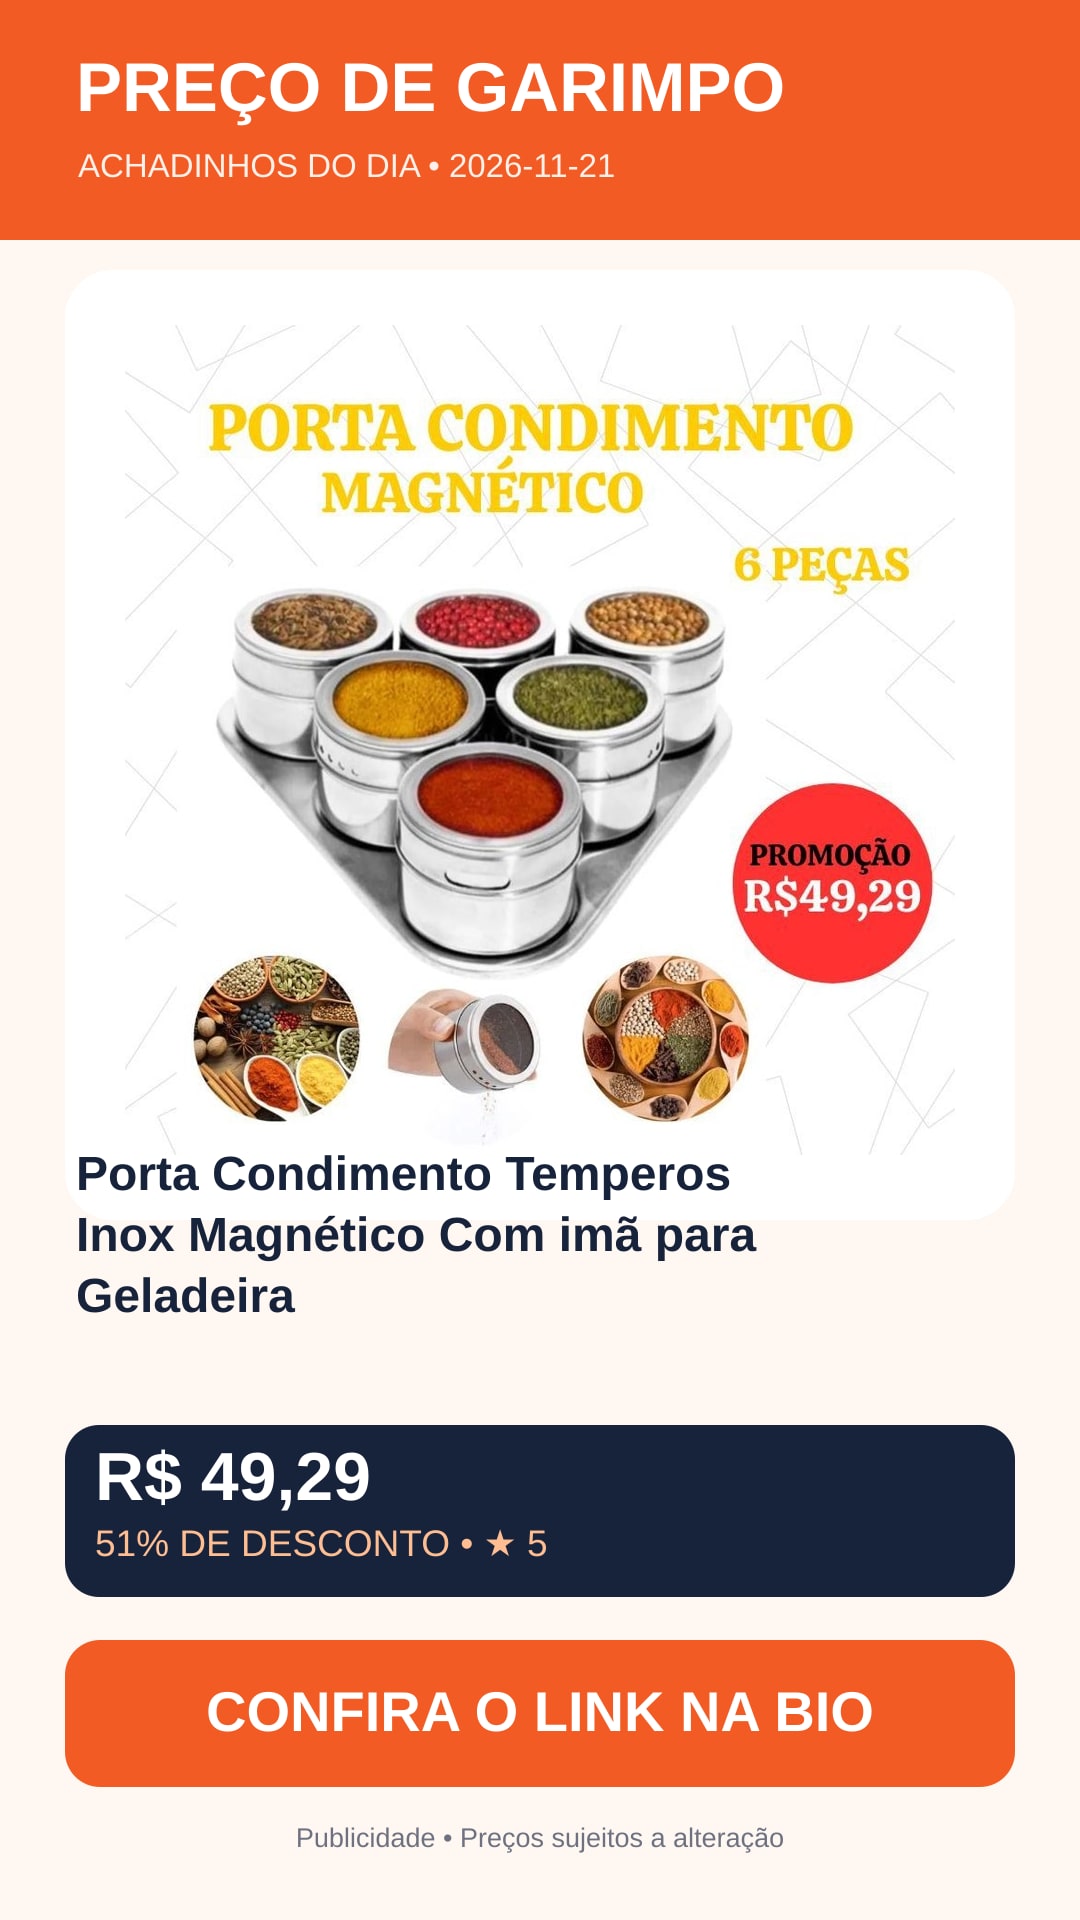 PREÇO DE GARIMPO
ACHADINHOS DO DIA • 2026-11-21
PORTA CONDIMENTO
MAGNÉTICO
6 PEÇAS
PROMOÇÃO
R$49,29
Porta Condimento Temperos
Inox Magnético Com imã para
Geladeira
R$ 49,29
51% DE DESCONTO • ★ 5
CONFIRA O LINK NA BIO
Publicidade • Preços sujeitos a alteração